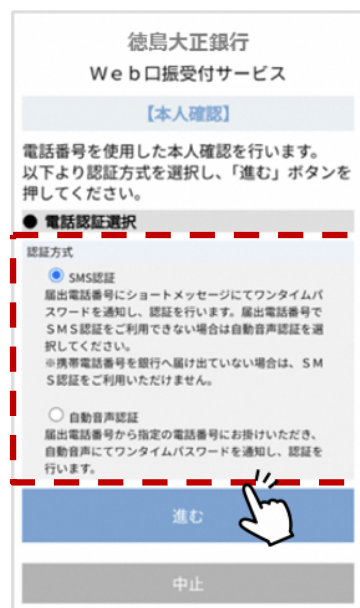 徳島大正銀行
Ｗｅｂ口振受付サービス
【本人確認】
電話番号を使用した本人確認を行います。
以下より認証方式を選択し、「進む」ボタンを
押してください。
● 電話認証選択
認証方式
SMS認証
届出電話番号にショートメッセージにてワンタイムパ
スワードを通知し、認証を行います。届出電話番号で
ＳＭＳ認証をご利用できない場合は自動音声認証を選
択してください。
※携帯電話番号を銀行へ届け出ていない場合は、ＳＭ
Ｓ認証をご利用いただけません。
自動音声認証
届出電話番号から指定の電話番号にお掛けいただき、
自動音声にてワンタイムパスワードを通知し、認証を
行います。
進む
中止